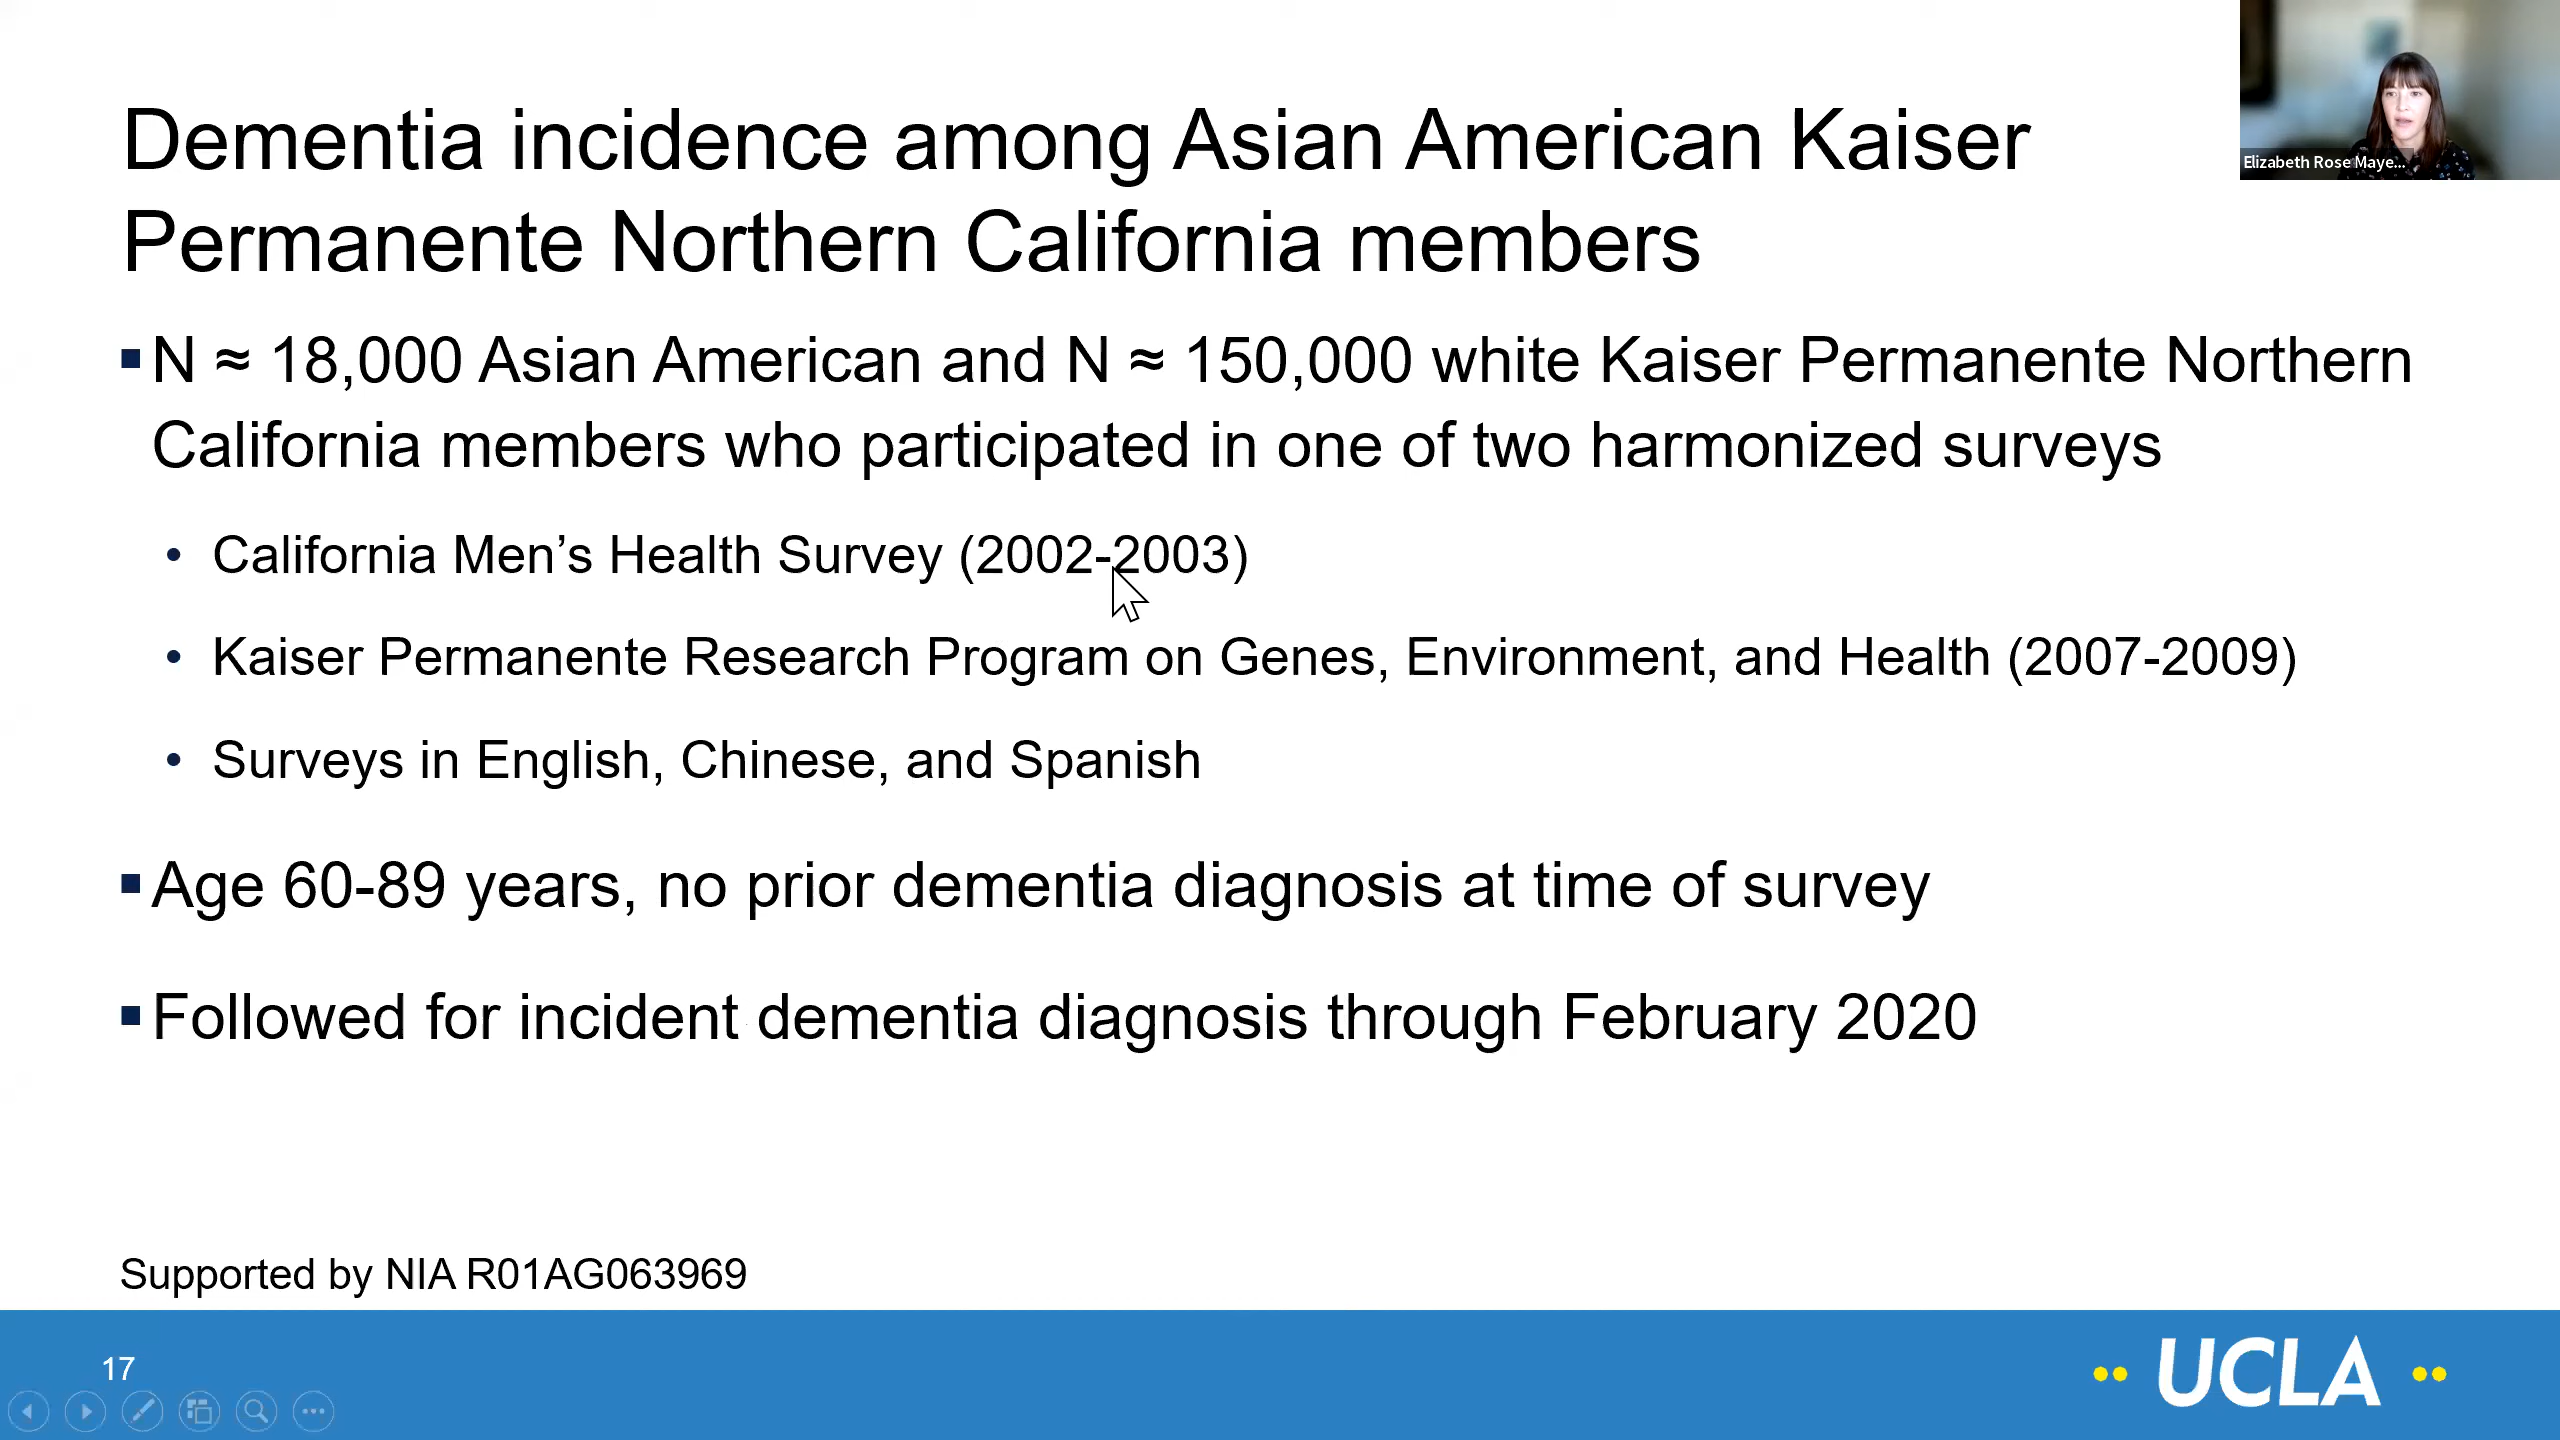 Dementia incidence among Asian American Kaiser
Permanente Northern California members
Elizabeth Rose Maye...
▪N ≈ 18,000 Asian American and N ≈ 150,000 white Kaiser Permanente Northern
California members who participated in one of two harmonized surveys
• California Men’s Health Survey (2002-2003)
• Kaiser Permanente Research Program on Genes, Environment, and Health (2007-2009)
• Surveys in English, Chinese, and Spanish
▪Age 60-89 years, no prior dementia diagnosis at time of survey
▪Followed for incident dementia diagnosis through February 2020
Supported by NIA R01AG063969
17
UCLA